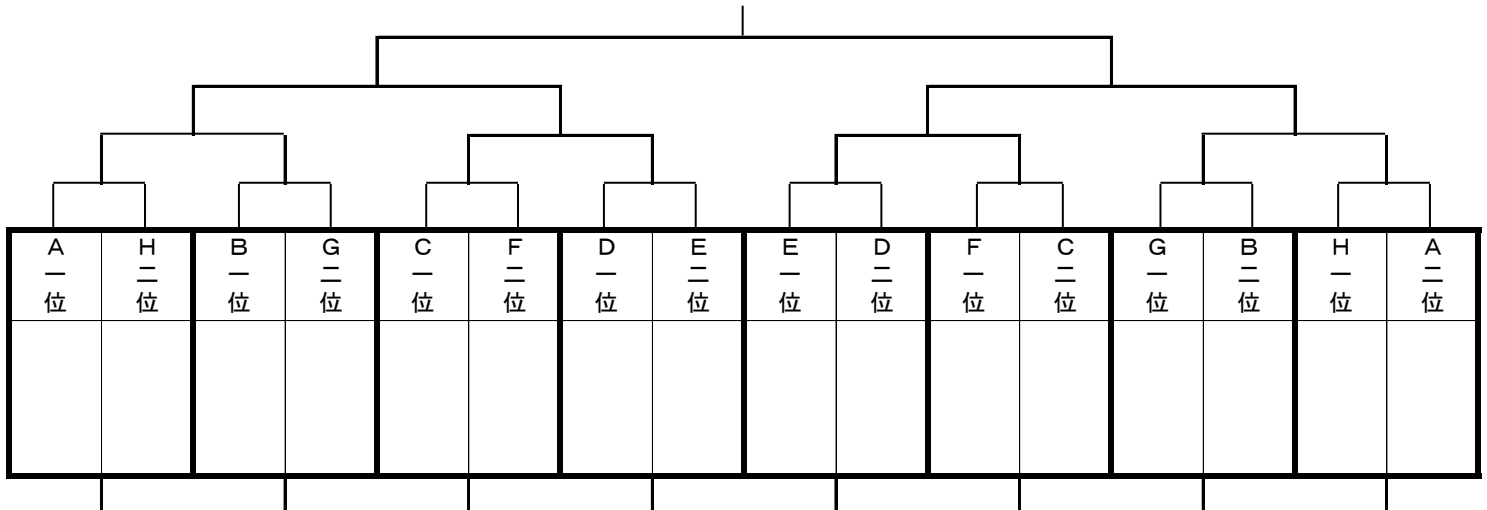 A一位
H二位
B一位
G二位
C一位
F二位
D一位
E二位
E一位
D二位
F一位
C二位
G一位
B二位
H一位
A二位